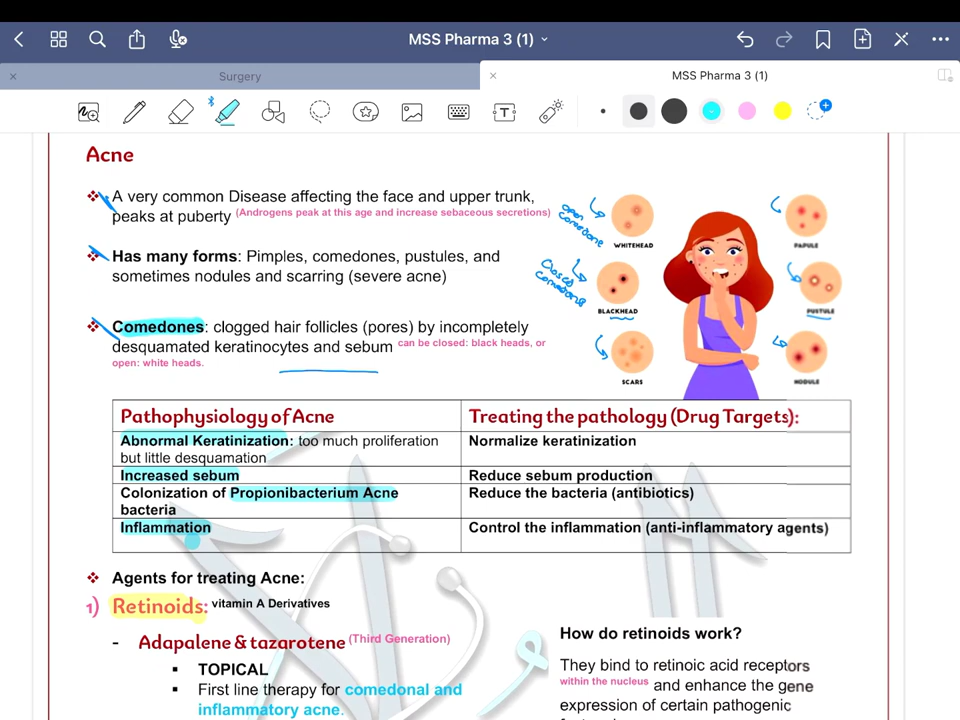 MSS Pharma 3 (1)
Surgery
MSS Pharma 3 (1)
Acne
A very common Disease affecting the face and upper trunk,
peaks at puberty (Androgens peak at this age and increase sebaceous secretions)
Has many forms: Pimples, comedones, pustules, and
sometimes nodules and scarring (severe acne)
Comedones: clogged hair follicles (pores) by incompletely
desquamated keratinocytes and sebum can be closed: black heads, or
open: white heads.
open
Comedone
WHITEHEAD
PAPULE
Closed
Comedone
BLACKHEAD
PUSTULE
SCARS
NODULE
Pathophysiology of Acne
Treating the pathology (Drug Targets):
Abnormal Keratinization: too much proliferation
but little desquamation
Normalize keratinization
Increased sebum
Reduce sebum production
Colonization of Propionibacterium Acne
bacteria
Reduce the bacteria (antibiotics)
Inflammation
Control the inflammation (anti-inflammatory agents)
Agents for treating Acne:
1) Retinoids: vitamin A Derivatives
- Adapalene & tazarotene (Third Generation)
TOPICAL
First line therapy for comedonal and
inflammatory acne.
How do retinoids work?
They bind to retinoic acid receptors
within the nucleus and enhance the gene
expression of certain pathogenic